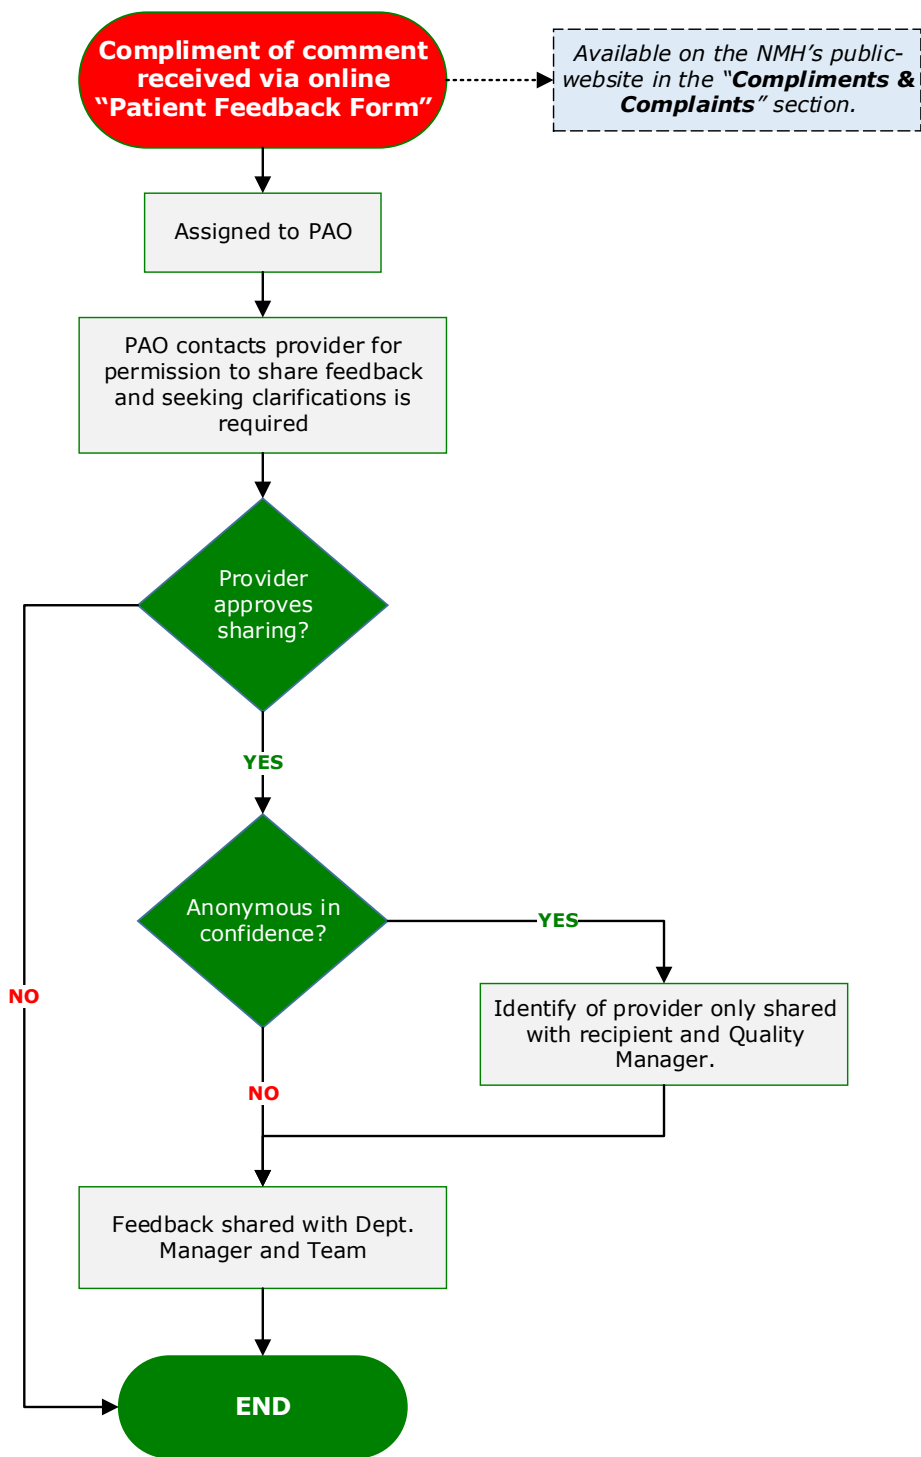 Compliment of comment
received via online
“Patient Feedback Form”
Available on the NMH’s public-
website in the “Compliments &
Complaints” section.
Assigned to PAO
PAO contacts provider for
permission to share feedback
and seeking clarifications is
required
Provider
approves
sharing?
YES
Anonymous in
confidence?
YES
NO
Identify of provider only shared
with recipient and Quality
Manager.
NO
Feedback shared with Dept.
Manager and Team
END